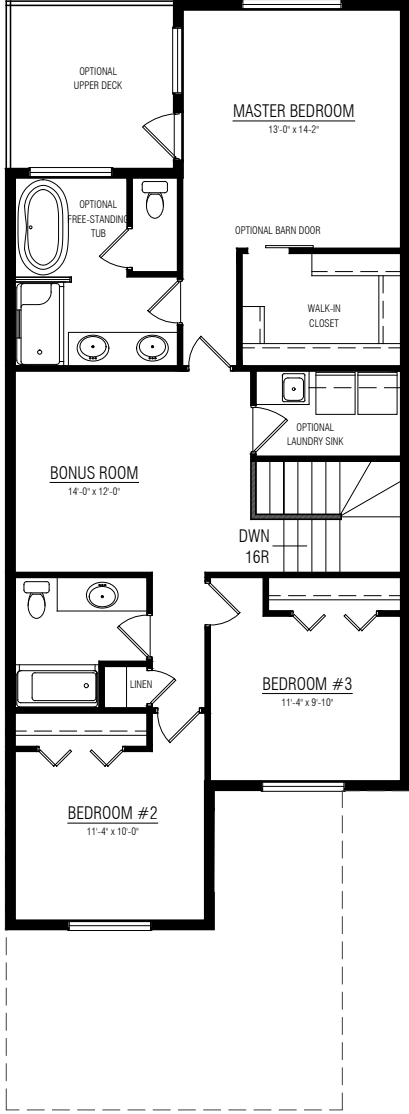 OPTIONAL
UPPER DECK
MASTER BEDROOM
13'-0" x 14'-2"
OPTIONAL
FREE-STANDING
TUB
OPTIONAL BARN DOOR
WALK-IN
CLOSET
OPTIONAL
LAUNDRY SINK
BONUS ROOM
14'-0" x 12'-0"
DWN
16R
LINEN
BEDROOM #3
11'-4" x 9'-10"
BEDROOM #2
11'-4" x 10'-0"